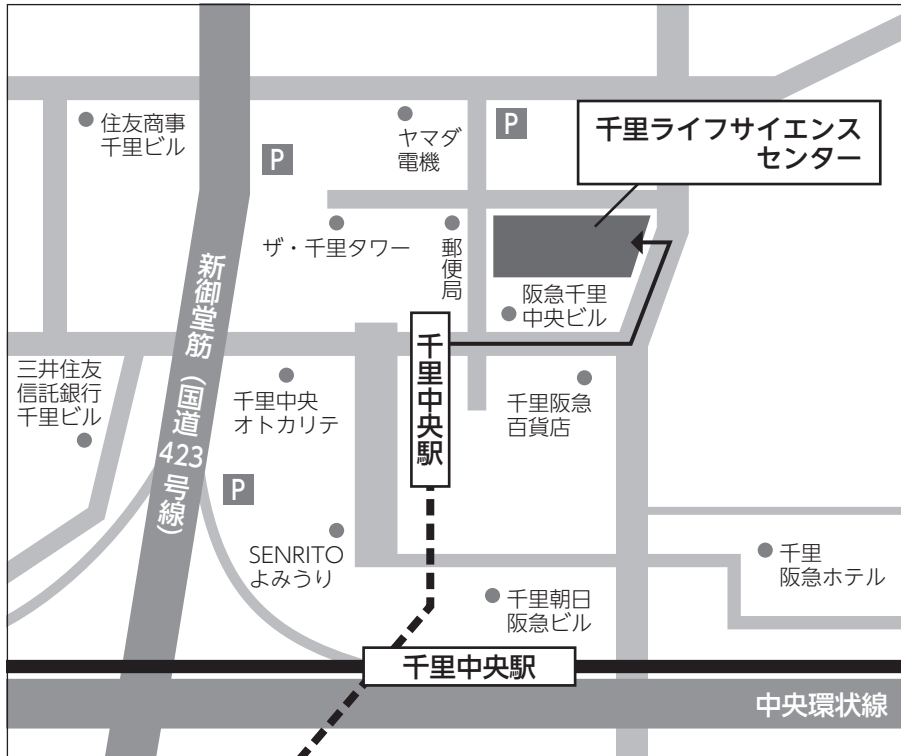 住友商事
千里ビル
P
ヤマダ
電機
P
千里ライフサイエンス
センター
ザ・千里タワー
郵便局
阪急千里
中央ビル
新御堂筋（国道423号線）
三井住友
信託銀行
千里ビル
千里中央
オトカリテ
千里中央駅
千里阪急
百貨店
P
SENRITO
よみうり
千里朝日
阪急ビル
千里
阪急ホテル
千里中央駅
中央環状線